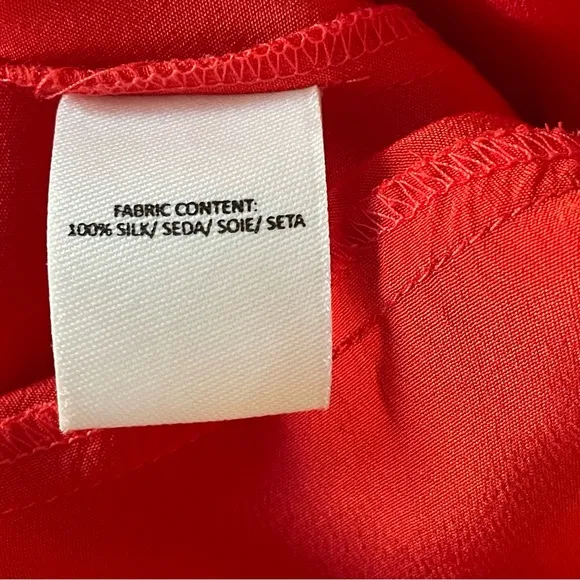 FABRIC CONTENT:
100% SILK/ SEDA/ SOIE/ SETA